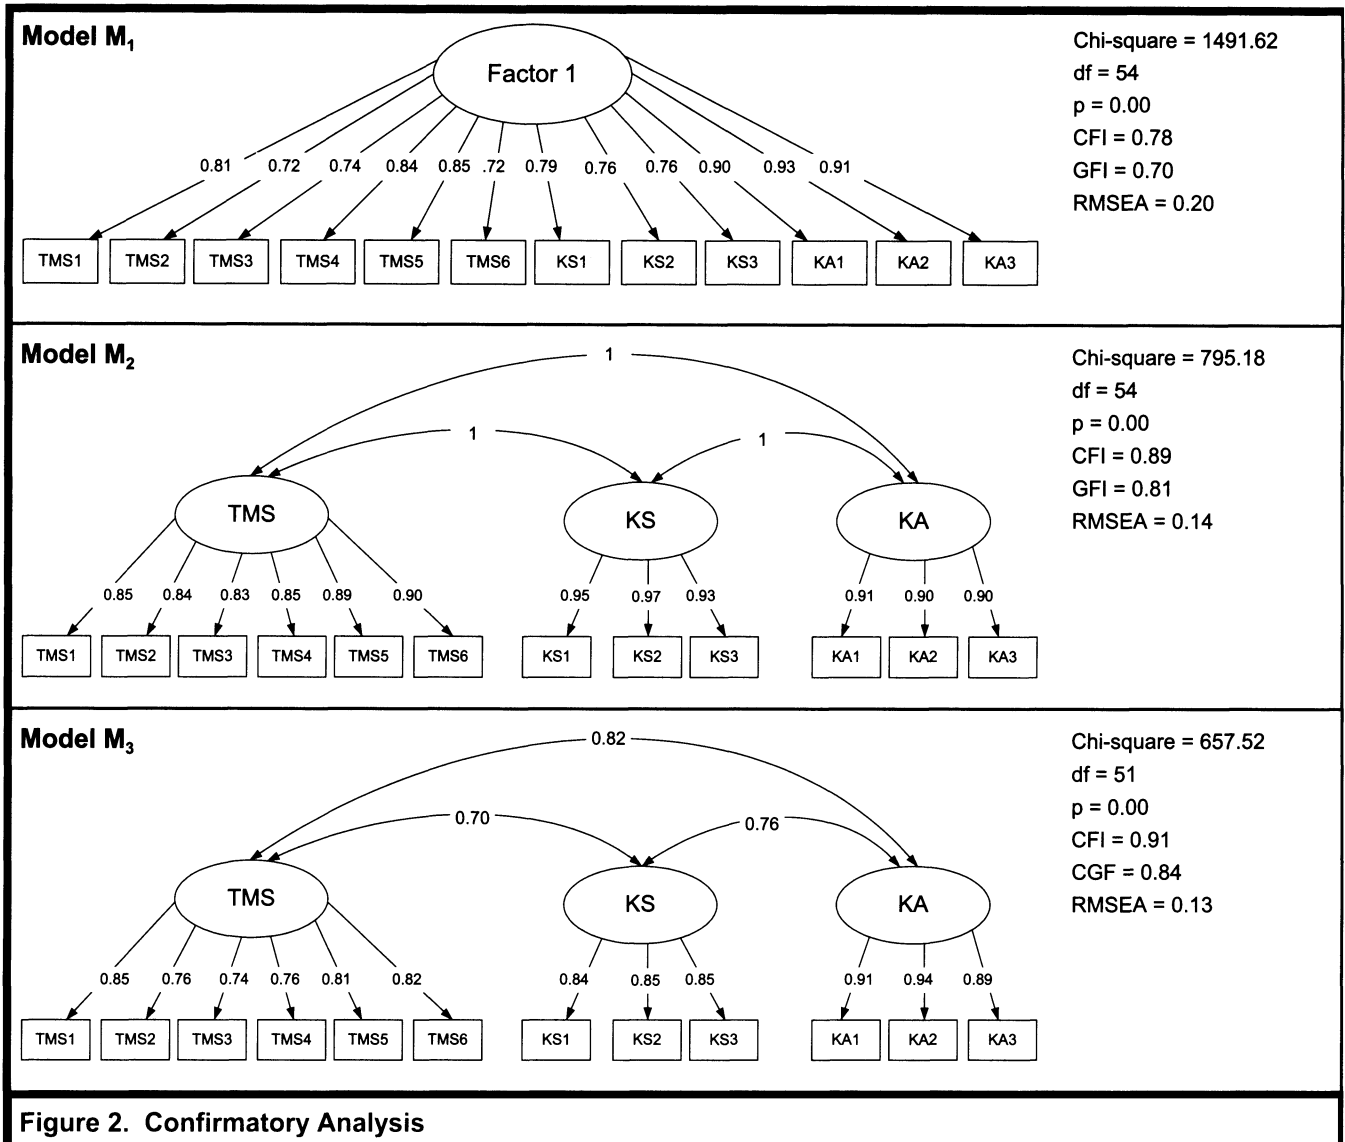 Model M1
Chi-square = 1491.62
df = 54
p = 0.00
CFI = 0.78
GFI = 0.70
RMSEA = 0.20
Factor 1
0.81 0.72 0.74 0.84 0.85 .72 0.79 0.76 0.76 0.90 0.93 0.91
TMS1 TMS2 TMS3 TMS4 TMS5 TMS6 KS1 KS2 KS3 KA1 KA2 KA3
Model M2
Chi-square = 795.18
df = 54
p = 0.00
CFI = 0.89
GFI = 0.81
RMSEA = 0.14
1
1 1
TMS KS KA
0.85 0.84 0.83 0.85 0.89 0.90 0.95 0.97 0.93 0.91 0.90 0.90
TMS1 TMS2 TMS3 TMS4 TMS5 TMS6 KS1 KS2 KS3 KA1 KA2 KA3
Model M3
Chi-square = 657.52
df = 51
p = 0.00
CFI = 0.91
CGF = 0.84
RMSEA = 0.13
0.82
0.70 0.76
TMS KS KA
0.85 0.76 0.74 0.76 0.81 0.82 0.84 0.85 0.85 0.91 0.94 0.89
TMS1 TMS2 TMS3 TMS4 TMS5 TMS6 KS1 KS2 KS3 KA1 KA2 KA3
Figure 2. Confirmatory Analysis